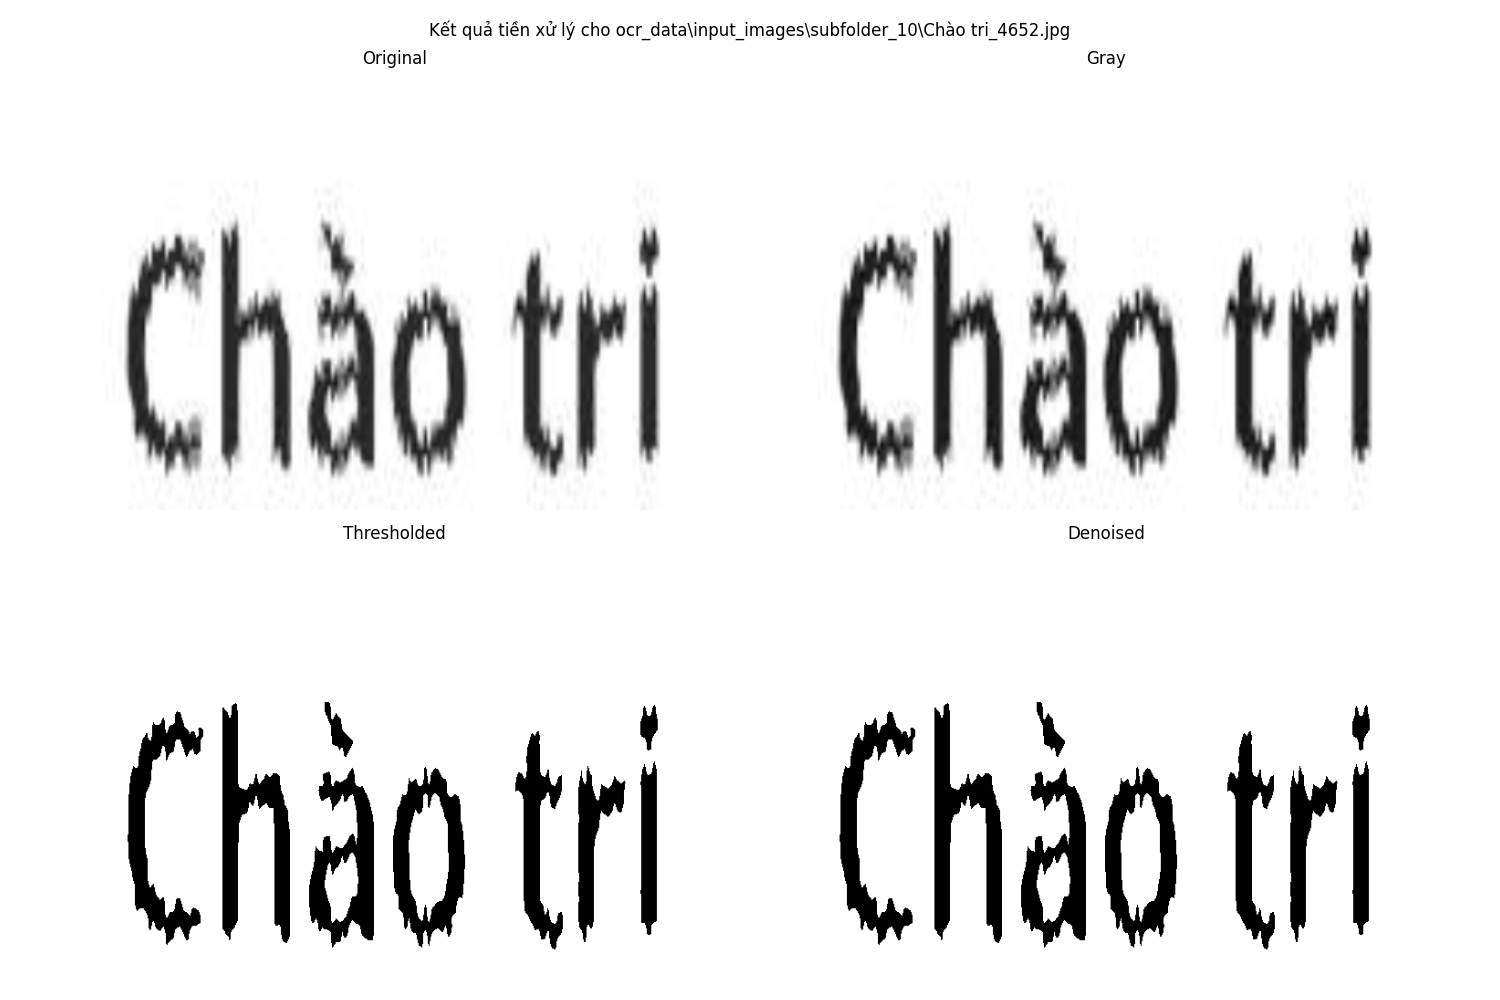 Kết quả tiền xử lý cho ocr_data\input_images\subfolder_10\Chào tri_4652.jpg
Original
Gray
Chào tri
Chào tri
Thresholded
Denoised
Chào tri
Chào tri